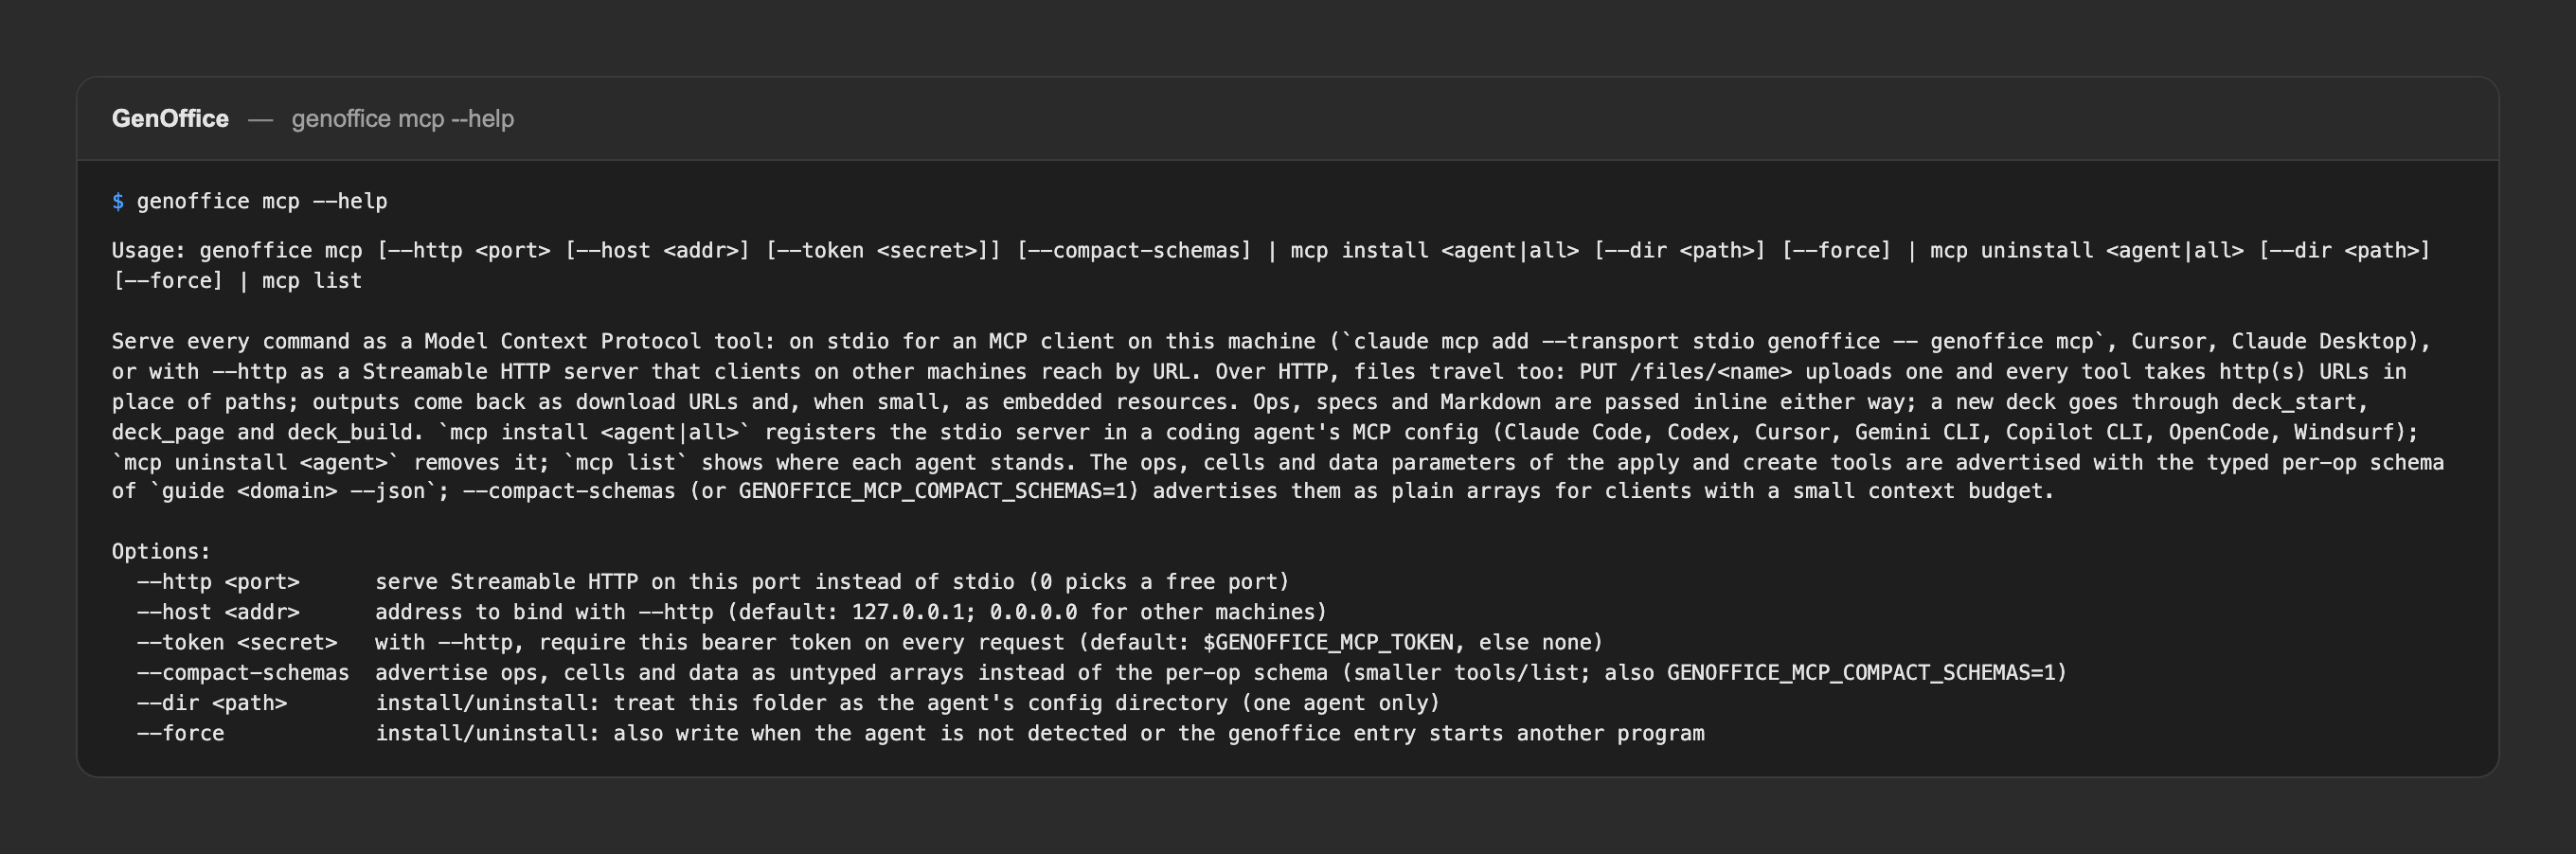 GenOffice — genoffice mcp --help
$ genoffice mcp --help
Usage: genoffice mcp [--http <port> [--host <addr>] [--token <secret>]] [--compact-schemas] | mcp install <agent|all> [--dir <path>] [--force] | mcp uninstall <agent|all> [--dir <path>]
[--force] | mcp list
Serve every command as a Model Context Protocol tool: on stdio for an MCP client on this machine (`claude mcp add --transport stdio genoffice -- genoffice mcp`, Cursor, Claude Desktop),
or with --http as a Streamable HTTP server that clients on other machines reach by URL. Over HTTP, files travel too: PUT /files/<name> uploads one and every tool takes http(s) URLs in
place of paths; outputs come back as download URLs and, when small, as embedded resources. Ops, specs and Markdown are passed inline either way; a new deck goes through deck_start,
deck_page and deck_build. `mcp install <agent|all>` registers the stdio server in a coding agent's MCP config (Claude Code, Codex, Cursor, Gemini CLI, Copilot CLI, OpenCode, Windsurf);
`mcp uninstall <agent>` removes it; `mcp list` shows where each agent stands. The ops, cells and data parameters of the apply and create tools are advertised with the typed per-op schema
of `guide <domain> --json`; --compact-schemas (or GENOFFICE_MCP_COMPACT_SCHEMAS=1) advertises them as plain arrays for clients with a small context budget.
Options:
  --http <port>      serve Streamable HTTP on this port instead of stdio (0 picks a free port)
  --host <addr>      address to bind with --http (default: 127.0.0.1; 0.0.0.0 for other machines)
  --token <secret>   with --http, require this bearer token on every request (default: $GENOFFICE_MCP_TOKEN, else none)
  --compact-schemas  advertise ops, cells and data as untyped arrays instead of the per-op schema (smaller tools/list; also GENOFFICE_MCP_COMPACT_SCHEMAS=1)
  --dir <path>       install/uninstall: treat this folder as the agent's config directory (one agent only)
  --force            install/uninstall: also write when the agent is not detected or the genoffice entry starts another program